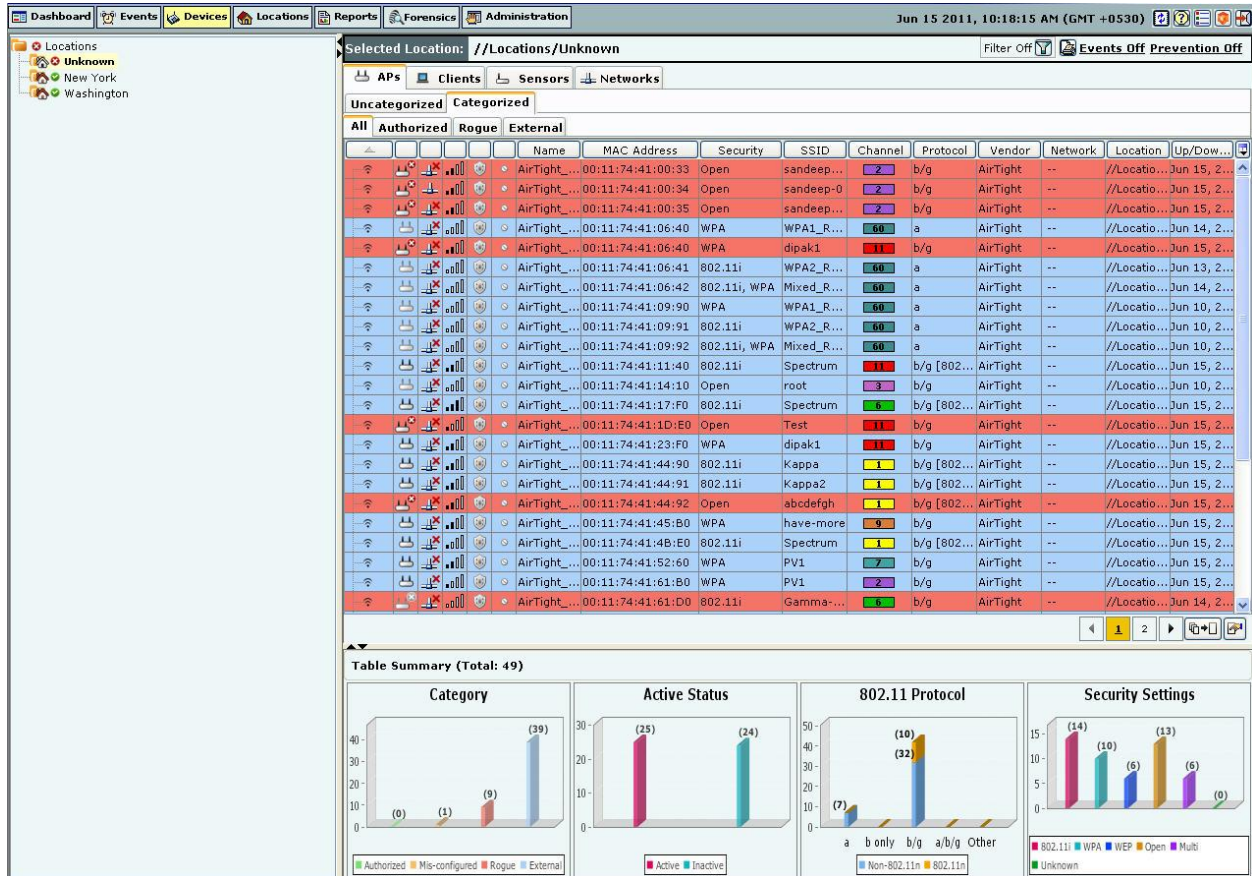 Dashboard Events Devices Locations Reports Forensics Administration Jun 15 2011, 10:18:15 AM (GMT +0530)
Locations
Unknown
New York
Washington
Selected Location: //Locations/Unknown Filter Off Events Off Prevention Off
APs Clients Sensors Networks
Uncategorized Categorized
All Authorized Rogue External
Name MAC Address Security SSID Channel Protocol Vendor Network Location Up/Dow...
AirTight_... 00:11:74:41:00:33 Open sandeep... 2 b/g AirTight -- //Locatio... Jun 15, 2...
AirTight_... 00:11:74:41:00:34 Open sandeep-0 2 b/g AirTight -- //Locatio... Jun 15, 2...
AirTight_... 00:11:74:41:00:35 Open sandeep... 2 b/g AirTight -- //Locatio... Jun 15, 2...
AirTight_... 00:11:74:41:06:40 WPA WPA1_R... 60 a AirTight -- //Locatio... Jun 14, 2...
AirTight_... 00:11:74:41:06:40 WPA dipak1 11 b/g AirTight -- //Locatio... Jun 15, 2...
AirTight_... 00:11:74:41:06:41 802.11i WPA2_R... 60 a AirTight -- //Locatio... Jun 13, 2...
AirTight_... 00:11:74:41:06:42 802.11i, WPA Mixed_R... 60 a AirTight -- //Locatio... Jun 14, 2...
AirTight_... 00:11:74:41:09:90 WPA WPA1_R... 60 a AirTight -- //Locatio... Jun 10, 2...
AirTight_... 00:11:74:41:09:91 802.11i WPA2_R... 60 a AirTight -- //Locatio... Jun 10, 2...
AirTight_... 00:11:74:41:09:92 802.11i, WPA Mixed_R... 60 a AirTight -- //Locatio... Jun 10, 2...
AirTight_... 00:11:74:41:11:40 802.11i Spectrum 11 b/g [802... AirTight -- //Locatio... Jun 15, 2...
AirTight_... 00:11:74:41:14:10 Open root 3 b/g AirTight -- //Locatio... Jun 10, 2...
AirTight_... 00:11:74:41:17:F0 802.11i Spectrum 6 b/g [802... AirTight -- //Locatio... Jun 15, 2...
AirTight_... 00:11:74:41:1D:E0 Open Test 11 b/g AirTight -- //Locatio... Jun 15, 2...
AirTight_... 00:11:74:41:23:F0 WPA dipak1 11 b/g AirTight -- //Locatio... Jun 15, 2...
AirTight_... 00:11:74:41:44:90 802.11i Kappa 1 b/g [802... AirTight -- //Locatio... Jun 15, 2...
AirTight_... 00:11:74:41:44:91 802.11i Kappa2 1 b/g [802... AirTight -- //Locatio... Jun 15, 2...
AirTight_... 00:11:74:41:44:92 Open abcdefgh 1 b/g [802... AirTight -- //Locatio... Jun 15, 2...
AirTight_... 00:11:74:41:45:B0 WPA have-more 9 b/g AirTight -- //Locatio... Jun 15, 2...
AirTight_... 00:11:74:41:4B:E0 802.11i Spectrum 1 b/g [802... AirTight -- //Locatio... Jun 15, 2...
AirTight_... 00:11:74:41:52:60 WPA PV1 7 b/g AirTight -- //Locatio... Jun 15, 2...
AirTight_... 00:11:74:41:61:B0 WPA PV1 2 b/g AirTight -- //Locatio... Jun 15, 2...
AirTight_... 00:11:74:41:61:D0 802.11i Gamma-... 6 b/g AirTight -- //Locatio... Jun 14, 2...
1 2
Table Summary (Total: 49)
Category
40
30
20
10
0
(0) (1) (9) (39)
Authorized Mis-configured Rogue External
Active Status
30
20
10
0
(25) (24)
Active Inactive
802.11 Protocol
50
40
30
20
10
0
(7) (10)
(32)
a b only b/g a/b/g Other
Non-802.11n 802.11n
Security Settings
15
10
5
0
(14) (10) (6) (13) (6) (0)
802.11i WPA WEP Open Multi
Unknown